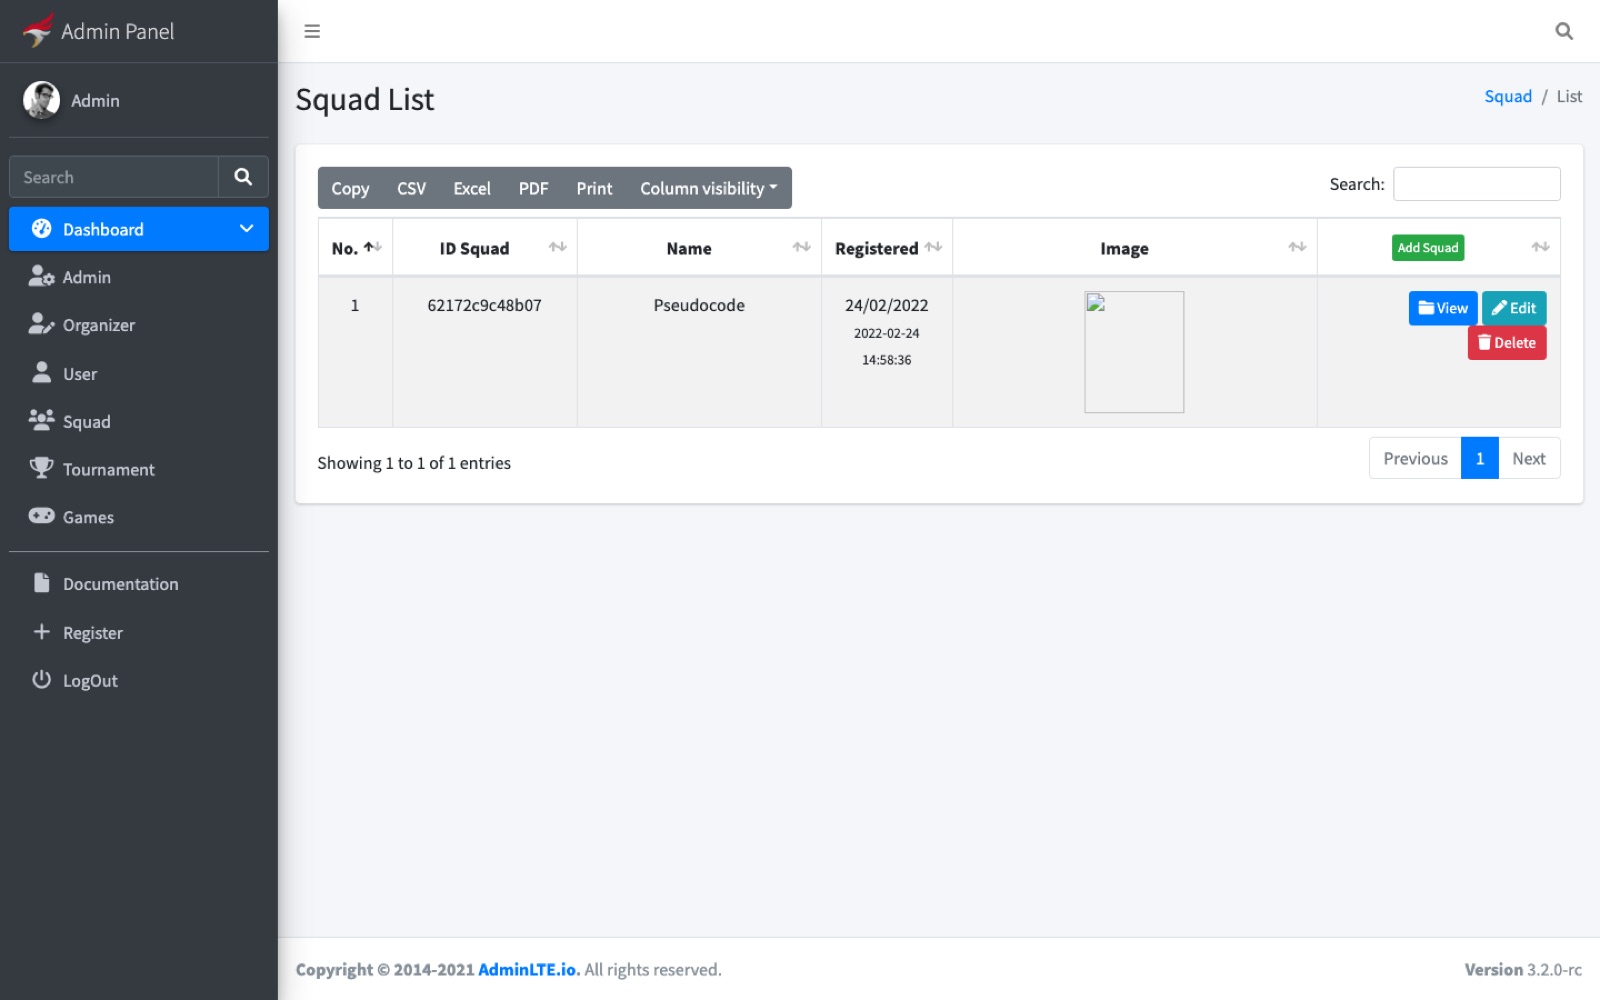 Admin Panel
Admin
Search
Dashboard
Admin
Organizer
User
Squad
Tournament
Games
Documentation
Register
LogOut
Squad List
Squad / List
Copy CSV Excel PDF Print Column visibility
Search:
No. ID Squad Name Registered Image Add Squad
1 62172c9c48b07 Pseudocode 24/02/2022 View Edit
2022-02-24
14:58:36
Delete
Showing 1 to 1 of 1 entries
Previous 1 Next
Copyright © 2014-2021 AdminLTE.io. All rights reserved.
Version 3.2.0-rc